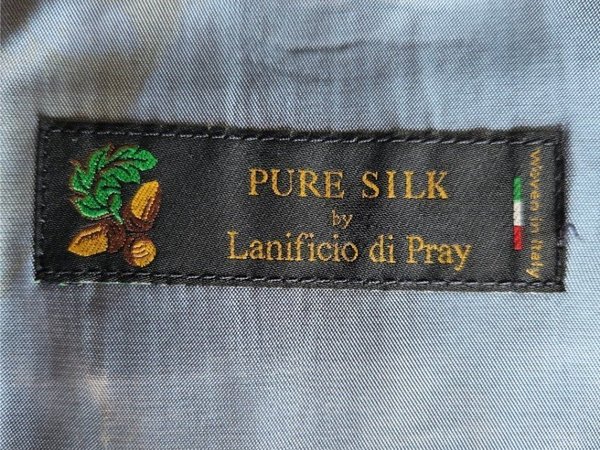 PURE SILK
by
Lanificio di Pray
Woven in Italy